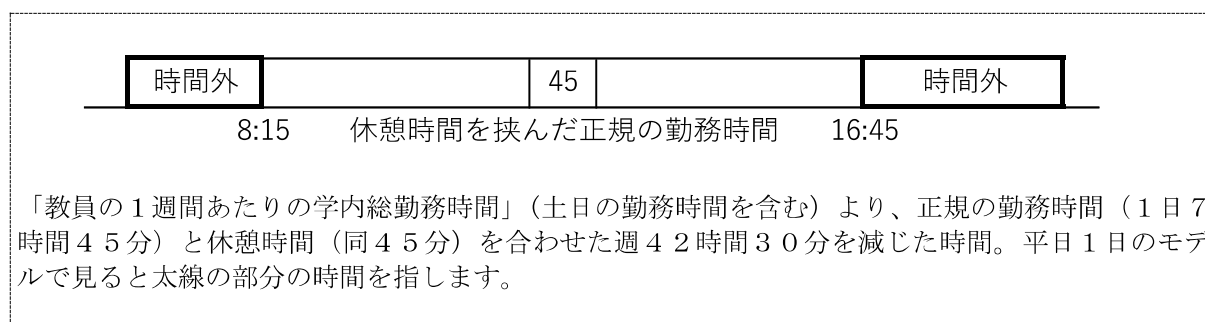 時間外 45 時間外
8:15 休憩時間を挟んだ正規の勤務時間 16:45
「教員の１週間あたりの学内総勤務時間」（土日の勤務時間を含む）より、正規の勤務時間（１日７
時間４５分）と休憩時間（同４５分）を合わせた週４２時間３０分を減じた時間。平日１日のモデ
ルで見ると太線の部分の時間を指します。